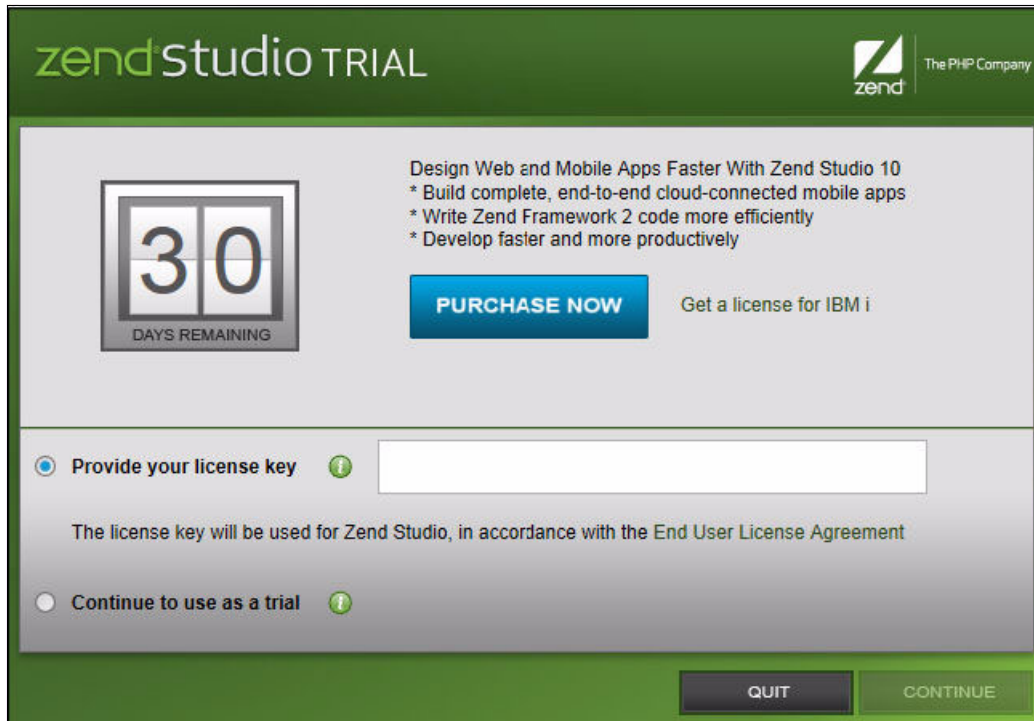 zend studio TRIAL
zend
The PHP Company
Design Web and Mobile Apps Faster With Zend Studio 10
* Build complete, end-to-end cloud-connected mobile apps
* Write Zend Framework 2 code more efficiently
* Develop faster and more productively
30
DAYS REMAINING
PURCHASE NOW
Get a license for IBM i
Provide your license key
The license key will be used for Zend Studio, in accordance with the End User License Agreement
Continue to use as a trial
QUIT
CONTINUE